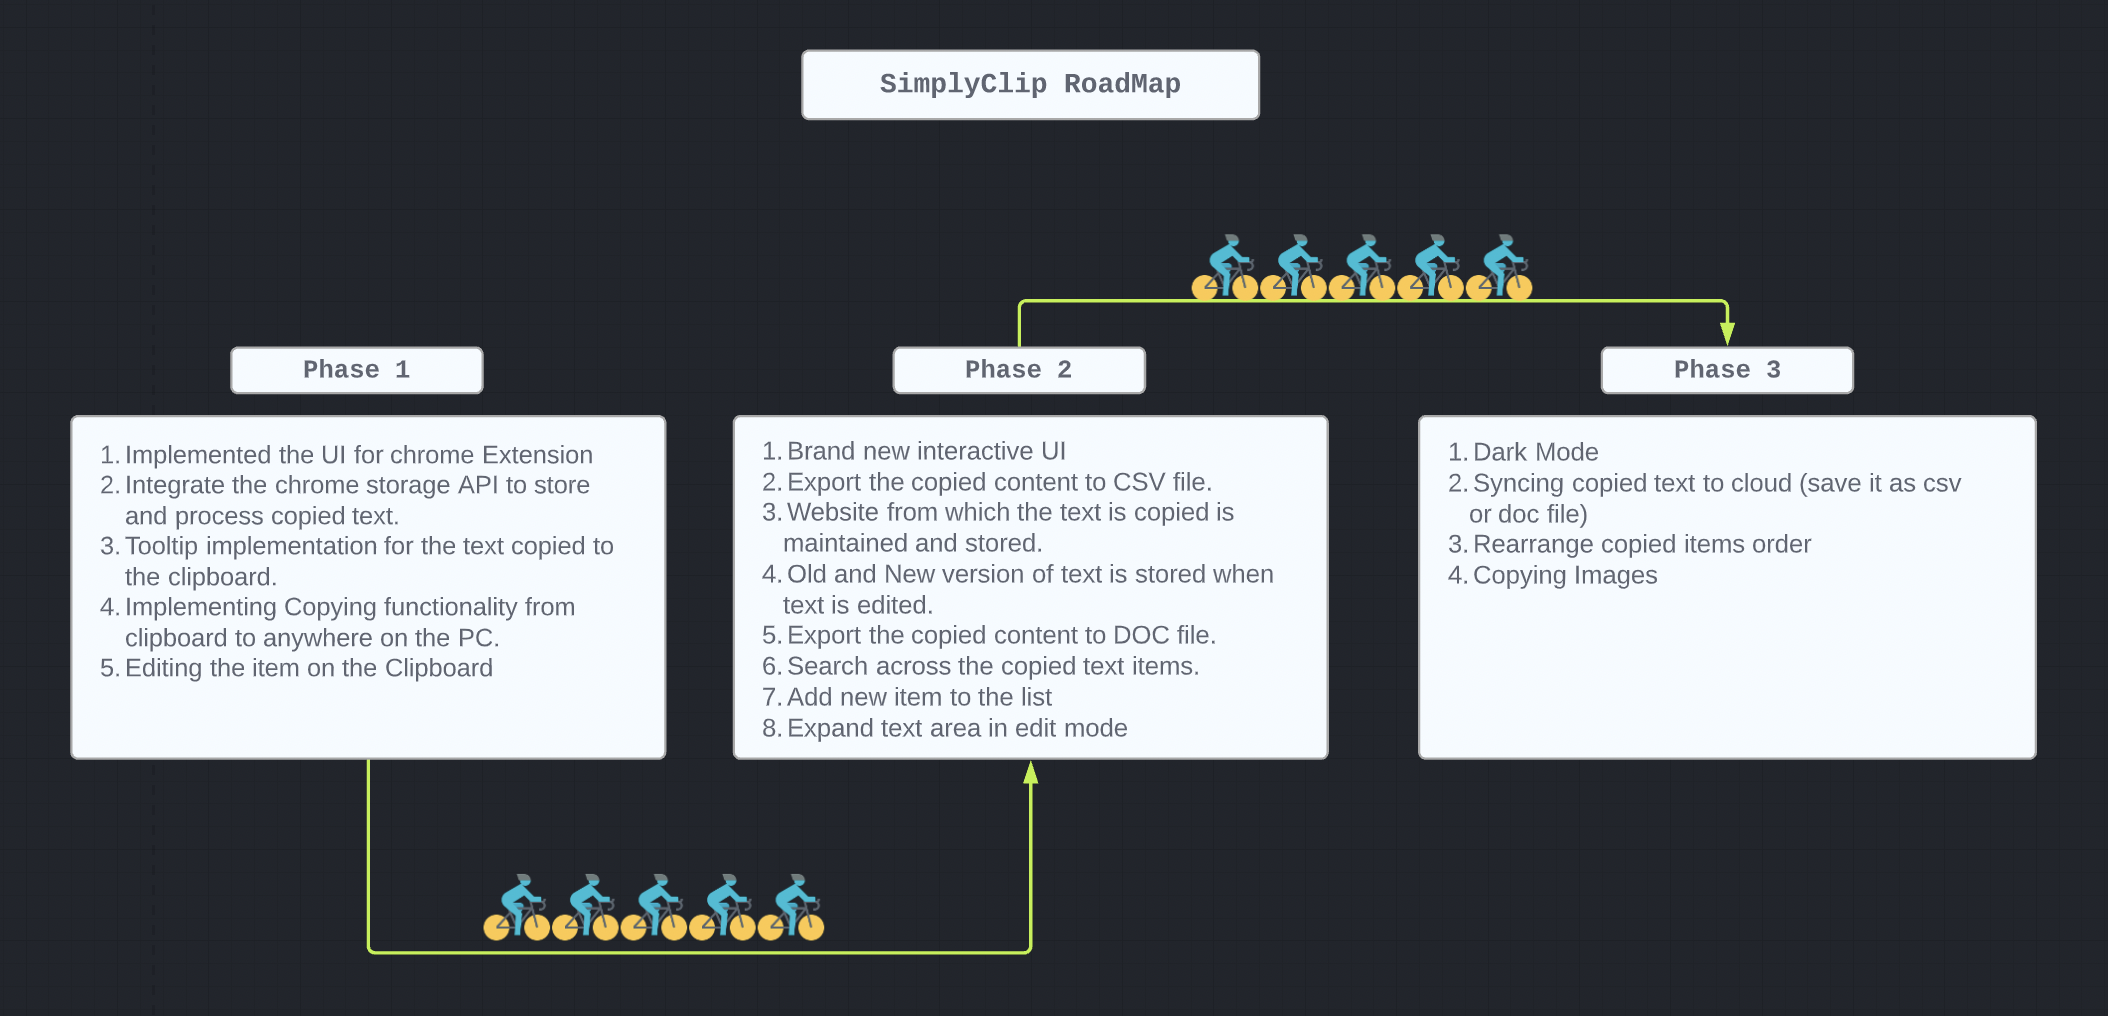 SimplyClip RoadMap
Phase 1
1. Implemented the UI for chrome Extension
2. Integrate the chrome storage API to store
and process copied text.
3. Tooltip implementation for the text copied to
the clipboard.
4. Implementing Copying functionality from
clipboard to anywhere on the PC.
5. Editing the item on the Clipboard
Phase 2
1. Brand new interactive UI
2. Export the copied content to CSV file.
3. Website from which the text is copied is
maintained and stored.
4. Old and New version of text is stored when
text is edited.
5. Export the copied content to DOC file.
6. Search across the copied text items.
7. Add new item to the list
8. Expand text area in edit mode
Phase 3
1. Dark Mode
2. Syncing copied text to cloud (save it as csv
or doc file)
3. Rearrange copied items order
4. Copying Images